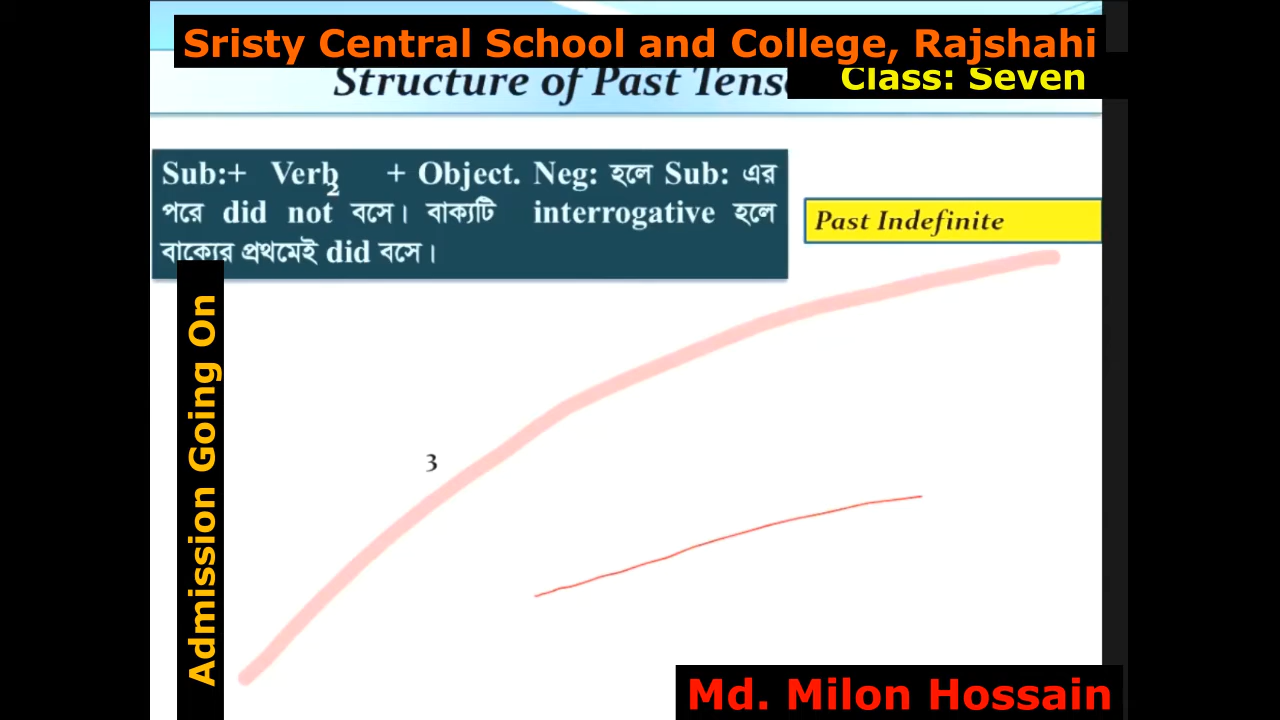 Sristy Central School and College, Rajshahi
Structure of Past Tense
Class: Seven
Sub:+ Verb2 + Object. Neg: হলে Sub: এর
পরে did not বসে। বাক্যটি interrogative হলে
বাক্যের প্রথমেই did বসে।
Past Indefinite
Admission Going On
3
Md. Milon Hossain